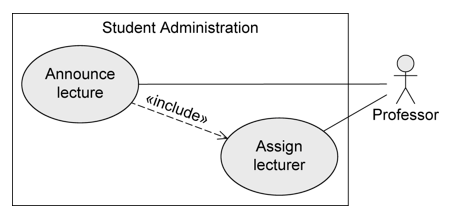 Student Administration
Announce
lecture
«include»
Assign
lecturer
Professor